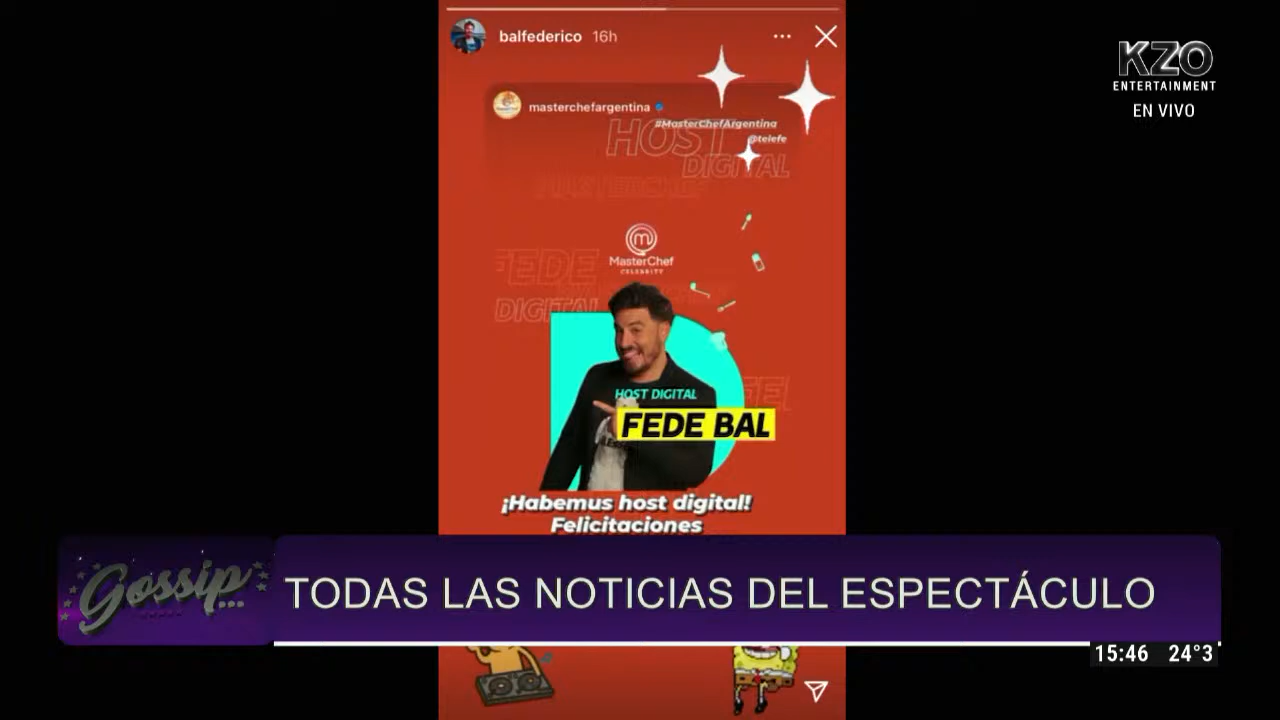 balfederico 16h
KZO
ENTERTAINMENT
EN VIVO
masterchefargentina
#MasterChefArgentina
@telefe
HOST
DIGITAL
MasterChef
CELEBRITY
FEDE
DIGITAL
HOST DIGITAL
FEDE BAL
¡Habemus host digital!
Felicitaciones
Gossip...
TODAS LAS NOTICIAS DEL ESPECTÁCULO
15:46 24°3